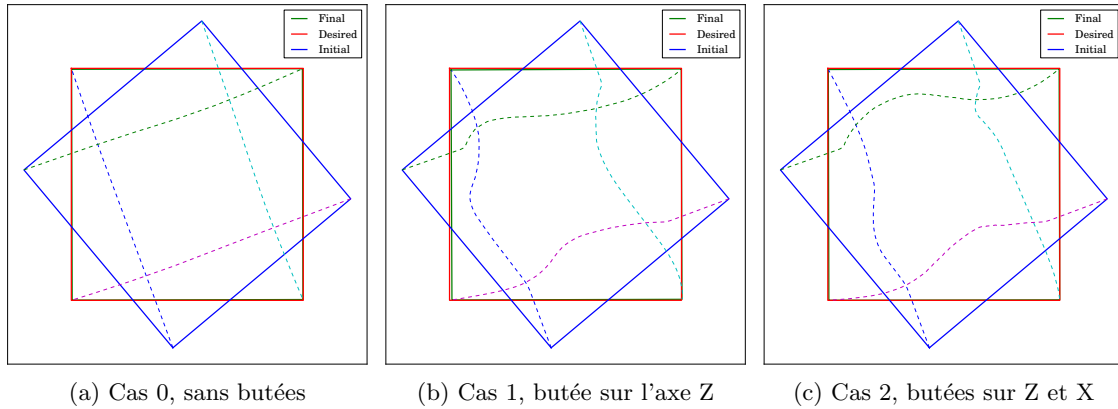 Final
Desired
Initial
Final
Desired
Initial
Final
Desired
Initial
(a) Cas 0, sans butées
(b) Cas 1, butée sur l'axe Z
(c) Cas 2, butées sur Z et X